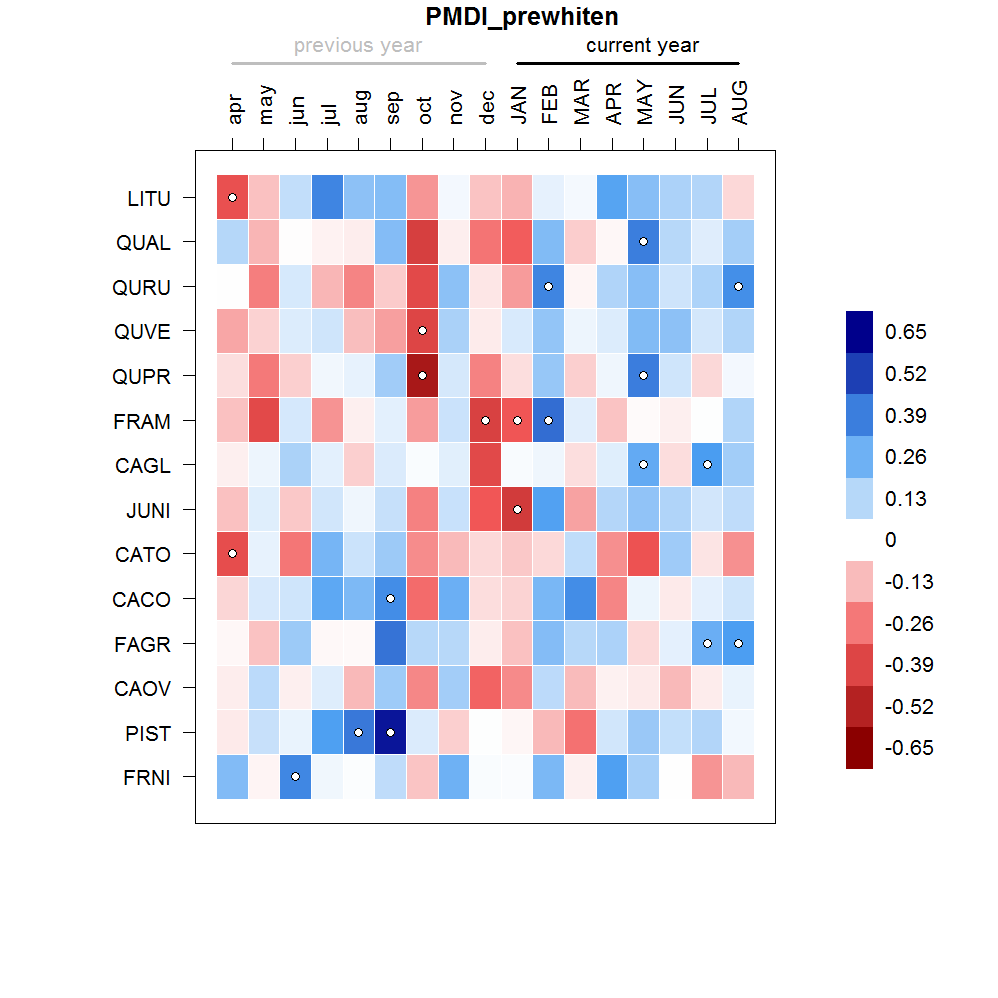 PMDI_prewhiten
previous year current year
apr may jun jul aug sep oct nov dec JAN FEB MAR APR MAY JUN JUL AUG
LITU
QUAL
QURU
QUVE
QUPR
FRAM
CAGL
JUNI
CATO
CACO
FAGR
CAOV
PIST
FRNI
0.65
0.52
0.39
0.26
0.13
0
-0.13
-0.26
-0.39
-0.52
-0.65